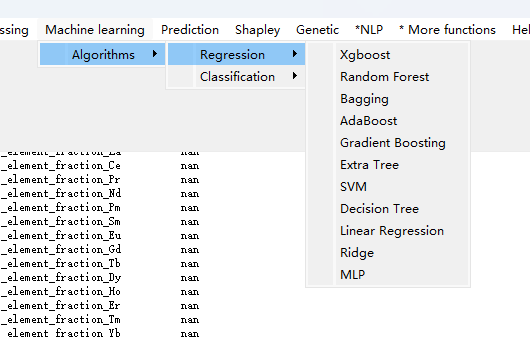 ssing Machine learning Prediction Shapley Genetic *NLP * More functions Hel
Algorithms
Regression
Classification
Xgboost
Random Forest
Bagging
AdaBoost
Gradient Boosting
Extra Tree
SVM
Decision Tree
Linear Regression
Ridge
MLP
_element_fraction_La nan
_element_fraction_Ce nan
_element_fraction_Pr nan
_element_fraction_Nd nan
_element_fraction_Pm nan
_element_fraction_Sm nan
_element_fraction_Eu nan
_element_fraction_Gd nan
_element_fraction_Tb nan
_element_fraction_Dy nan
_element_fraction_Ho nan
_element_fraction_Er nan
_element_fraction_Tm nan
_element_fraction_Yb nan